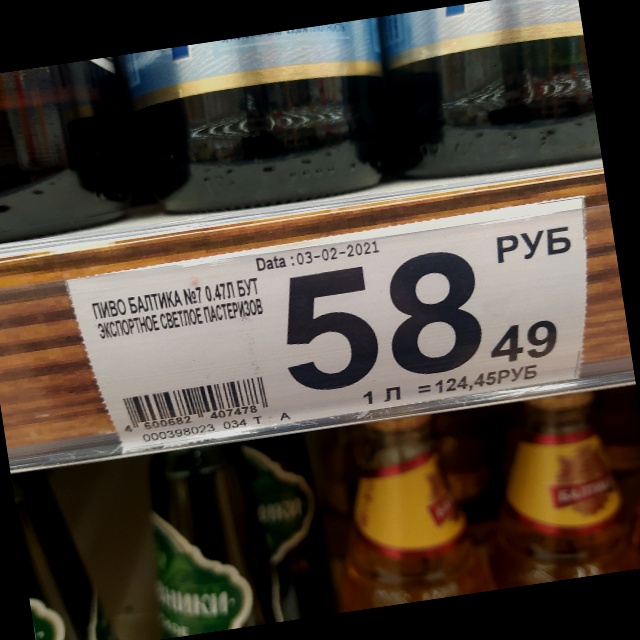 Data :03-02-2021
РУБ
ПИВО БАЛТИКА №7 0.47Л БУТ
ЭКСПОРТНОЕ СВЕТЛОЕ ПАСТЕРИЗОВ
58 49
1 Л =124,45РУБ
4 600682 407478
000398023 034 Т А